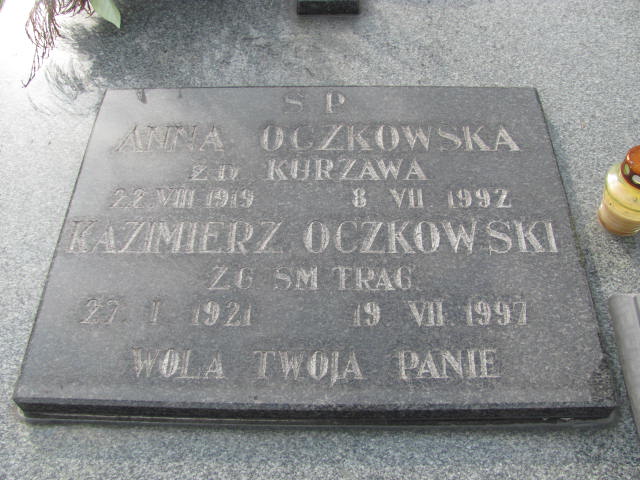 S P
ANNA OCZKOWSKA
Z D KURZAWA
22 VIII 1919 8 VII 1992
KAZIMIERZ OCZKOWSKI
ZG SM TRAG.
27. I 1921 19 VII 1997
WOLA TWOJA PANIE